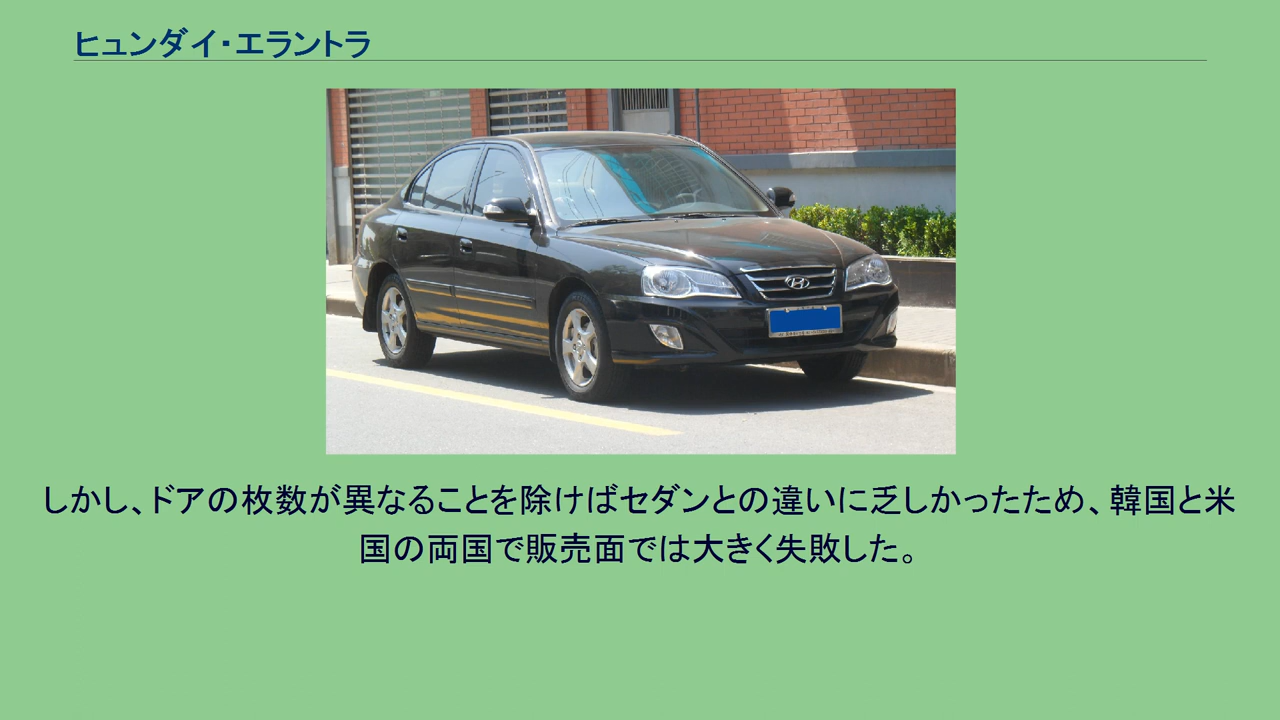 ヒュンダイ・エラントラ
しかし、ドアの枚数が異なることを除けばセダンとの違いに乏しかったため、韓国と米
国の両国で販売面では大きく失敗した。